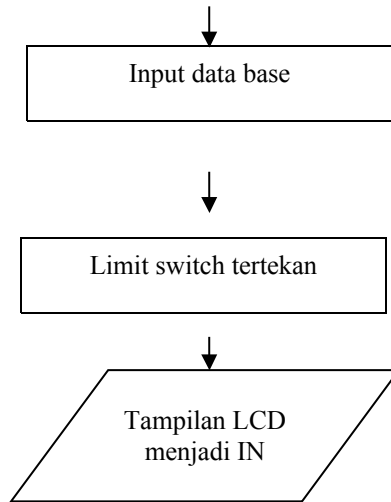 Input data base
Limit switch tertekan
Tampilan LCD
menjadi IN